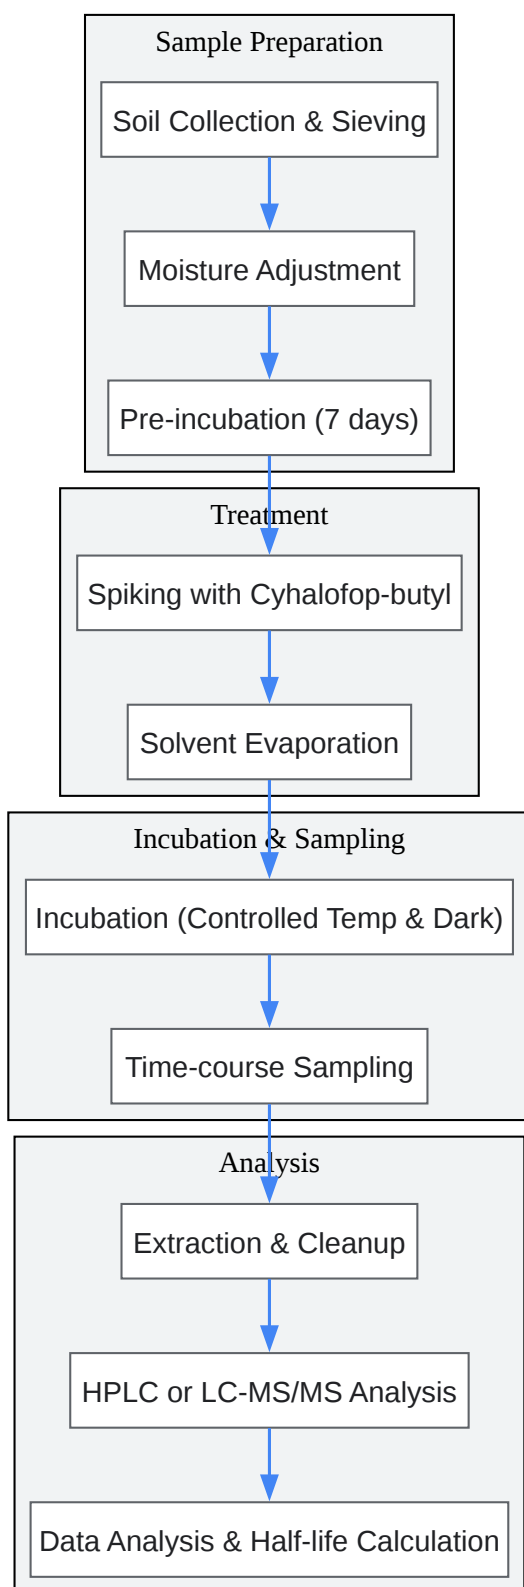 Sample Preparation
Soil Collection & Sieving
Moisture Adjustment
Pre-incubation (7 days)
Treatment
Spiking with Cyhalofop-butyl
Solvent Evaporation
Incubation & Sampling
Incubation (Controlled Temp & Dark)
Time-course Sampling
Analysis
Extraction & Cleanup
HPLC or LC-MS/MS Analysis
Data Analysis & Half-life Calculation